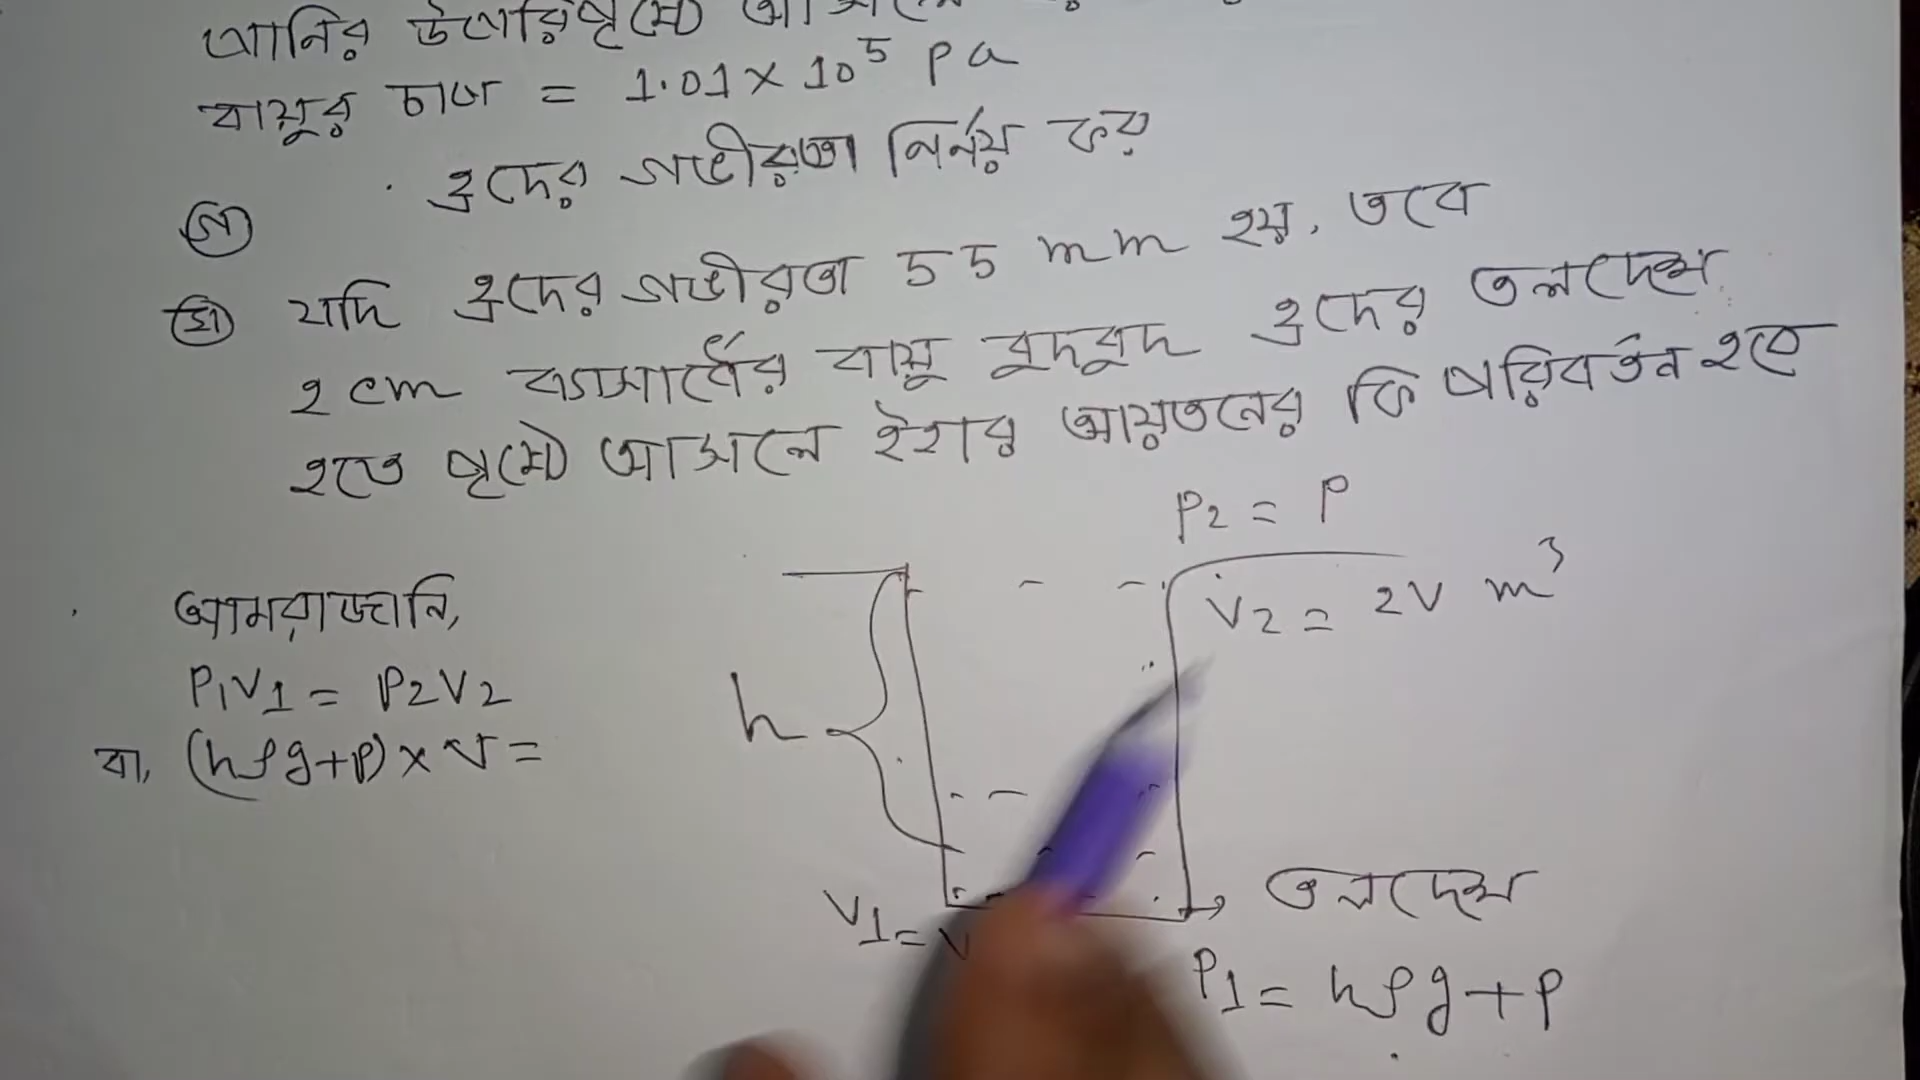 পানির উপরিপৃষ্ঠে
বায়ুর চাপ = 1.01 × 10⁵ pa
গ হ্রদের গভীরতা নির্নয় কর
ঘ যদি হ্রদের গভীরতা 55 mm হয়, তবে
2 cm ব্যাসার্ধের বায়ু বুদবুদ হ্রদের তলদেশ
হতে পৃষ্ঠে আসলে ইহার আয়তনের কি পরিবর্তন হবে
P₂ = P
V₂ = 2V m³
আমরা জানি,
P₁V₁ = P₂V₂
বা, (hρg+P) × V =
h
V₁ = V
তলদেশ
P₁ = hρg + P